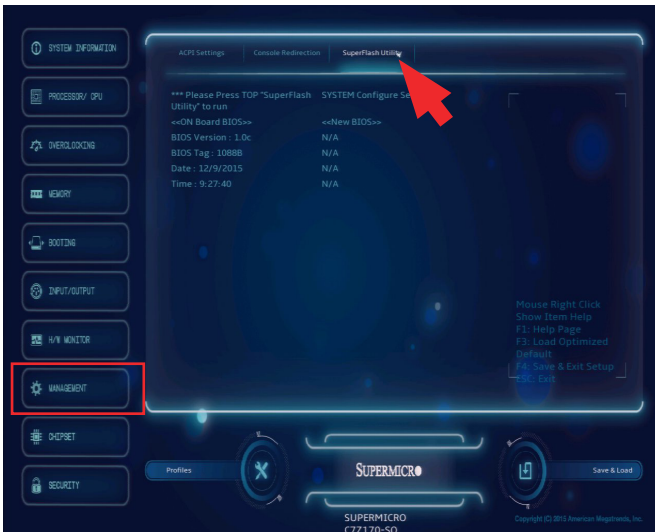 SYSTEM INFORMATION
PROCESSOR/ CPU
OVERCLOCKING
MEMORY
BOOTING
INPUT/OUTPUT
H/W MONITOR
MANAGEMENT
CHIPSET
SECURITY
ACPI Settings Console Redirection SuperFlash Utility
*** Please Press TOP "SuperFlash SYSTEM Configure
Utility" to run
<<ON Board BIOS>> <<New BIOS>>
BIOS Version : 1.0c N/A
BIOS Tag : 1088B N/A
Date : 12/9/2015 N/A
Time : 9:27:40 N/A
Mouse Right Click
Show Item Help
F1: Help Page
F3: Load Optimized
Default
F4: Save & Exit Setup
ESC: Exit
Profiles
SUPERMICRO
Save & Load
SUPERMICRO
C7Z170-SQ
Copyright (C) 2013 American Megatrends, Inc.